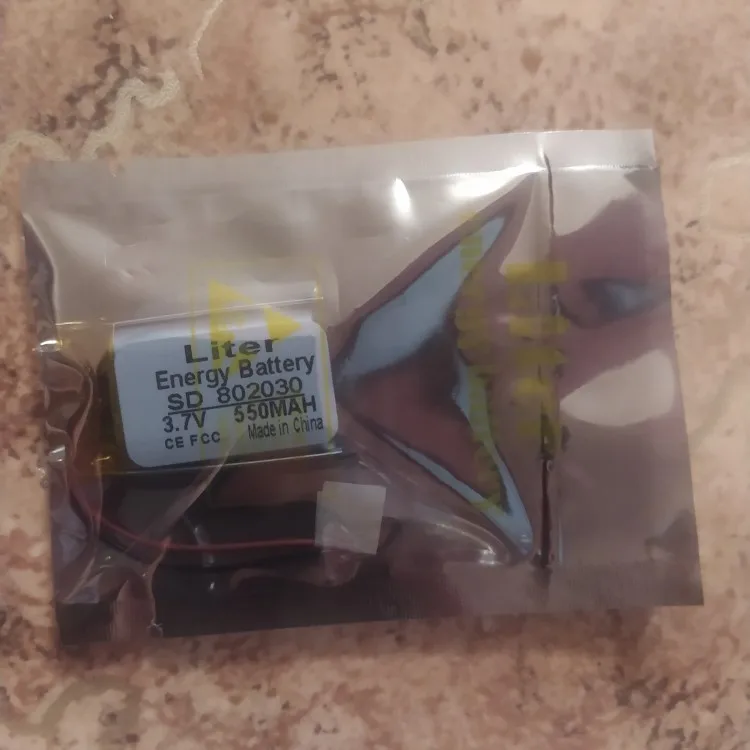 Liter
Energy Battery
SD 802030
3.7V 550MAH
CE FCC Made in China